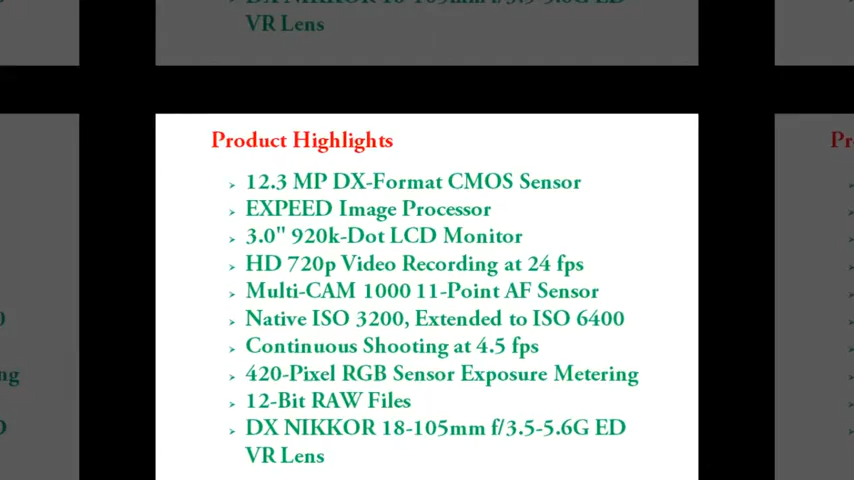 DX NIKKOR 18-105mm f/3.5-5.6G ED
VR Lens
Product Highlights
12.3 MP DX-Format CMOS Sensor
EXPEED Image Processor
3.0" 920k-Dot LCD Monitor
HD 720p Video Recording at 24 fps
Multi-CAM 1000 11-Point AF Sensor
Native ISO 3200, Extended to ISO 6400
Continuous Shooting at 4.5 fps
420-Pixel RGB Sensor Exposure Metering
12-Bit RAW Files
DX NIKKOR 18-105mm f/3.5-5.6G ED
VR Lens
0
ng
D
Pr